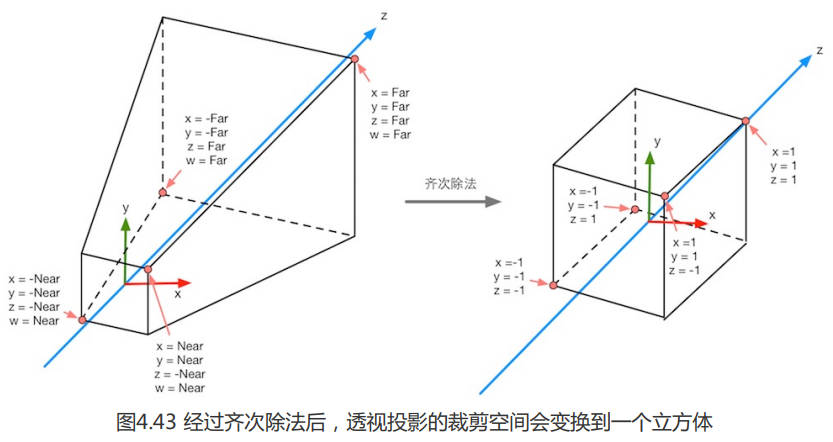 z
x = Far
y = Far
z = Far
w = Far
x = -Far
y = -Far
z = Far
w = Far
y
x
x = -Near
y = -Near
z = -Near
w = Near
x = Near
y = Near
z = -Near
w = Near
齐次除法
z
x =1
y = 1
z = 1
y
x =-1
y = -1
z = 1
x
x =1
y = 1
z = -1
x =-1
y = -1
z = -1
图4.43 经过齐次除法后，透视投影的裁剪空间会变换到一个立方体